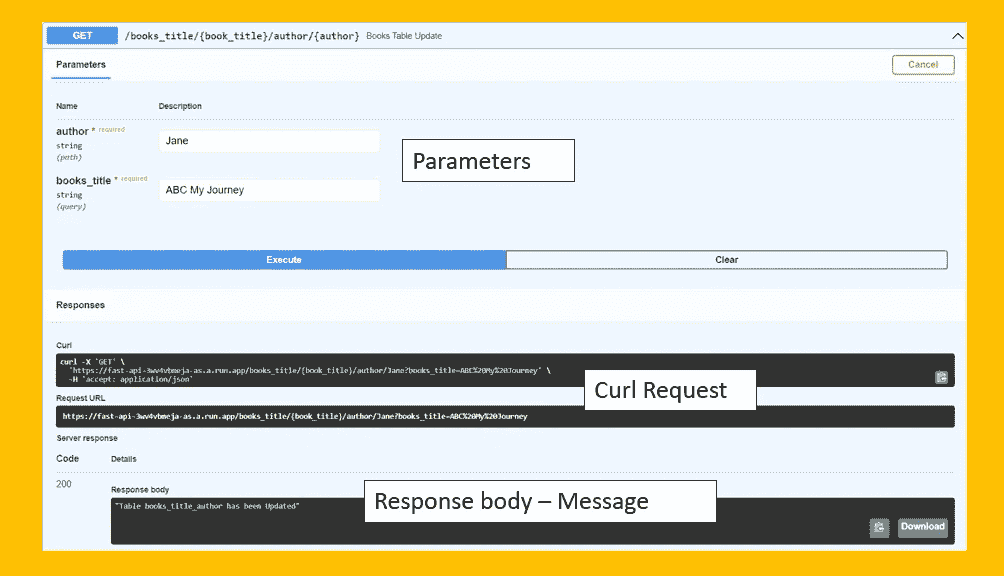 GET /books_title/{book_title}/author/{author} Books Table Update
Parameters
Cancel
Name Description
author * required
string
(path)
Jane
Parameters
books_title * required
string
(query)
ABC My Journey
Execute Clear
Responses
Curl
curl -X 'GET' \
'https://fast-api-3wv4vbmeja-as.a.run.app/books_title/{book_title}/author/Jane?books_title=ABC%20My%20Journey' \
-H 'accept: application/json'
Curl Request
Request URL
https://fast-api-3wv4vbmeja-as.a.run.app/books_title/{book_title}/author/Jane?books_title=ABC%20My%20Journey
Server response
Code Details
200
Response body
Response body – Message
"Table books_title_author has been Updated"
Download